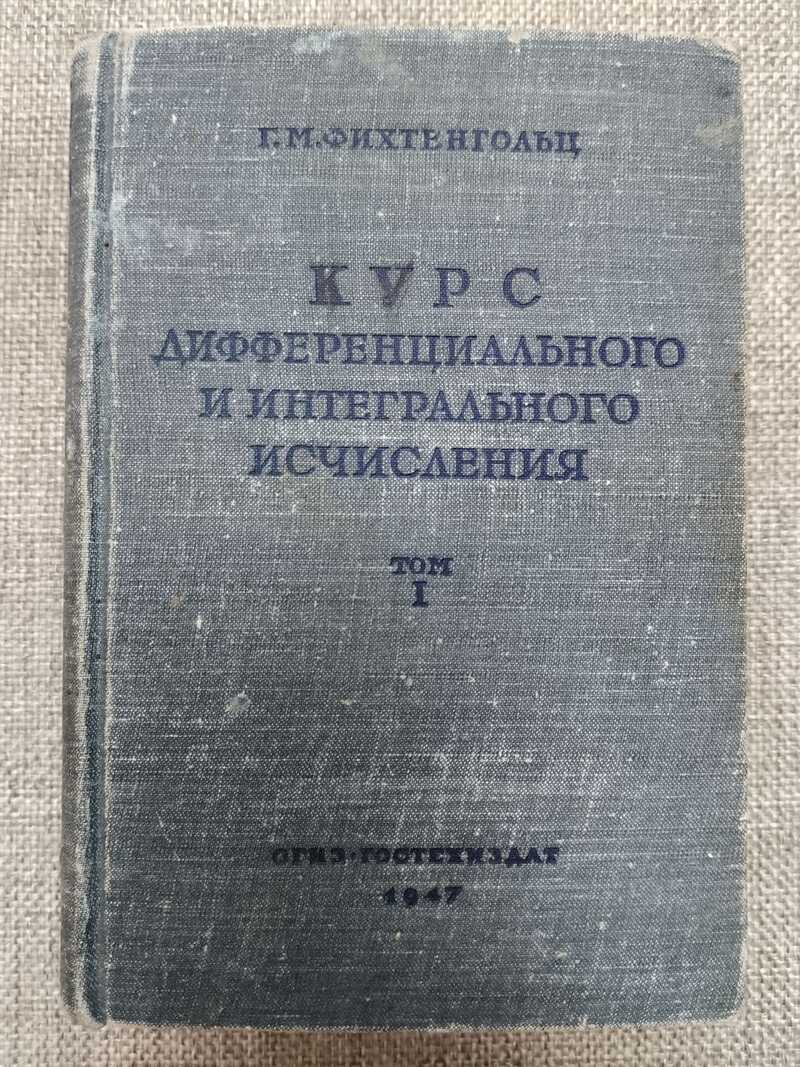 Г. М. ФИХТЕНГОЛЬЦ
КУРС
ДИФФЕРЕНЦИАЛЬНОГО
И ИНТЕГРАЛЬНОГО
ИСЧИСЛЕНИЯ
ТОМ
I
ОГИЗ·ГОСТЕХИЗДАТ
1947